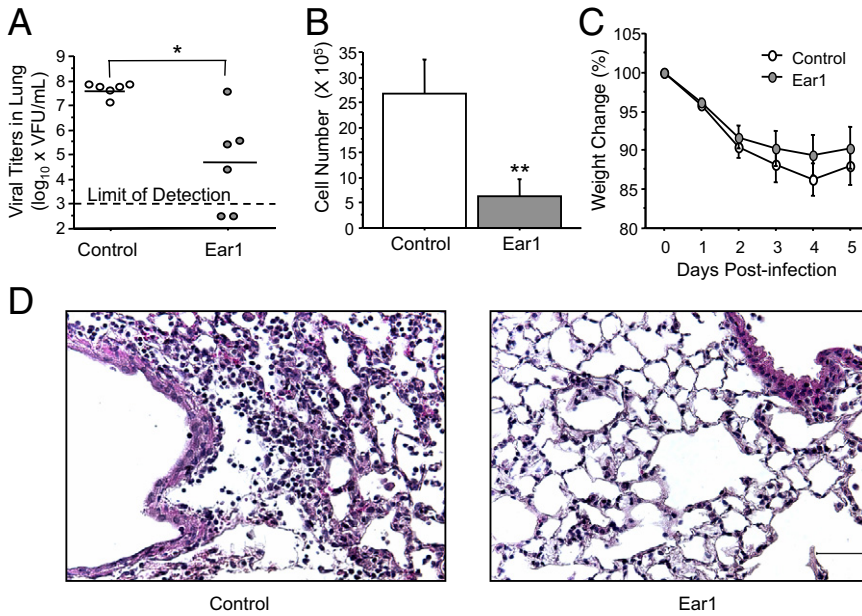 A
*
9
8
7
6
5
4
3
2
Viral Titers in Lung
(log₁₀ x VFU/mL)
Limit of Detection
Control Ear1
B
35
30
25
20
15
10
5
0
Cell Number (X 10⁵)
**
Control Ear1
C
105
100
95
90
85
80
Weight Change (%)
Control
Ear1
0 1 2 3 4 5
Days Post-infection
D
Control Ear1